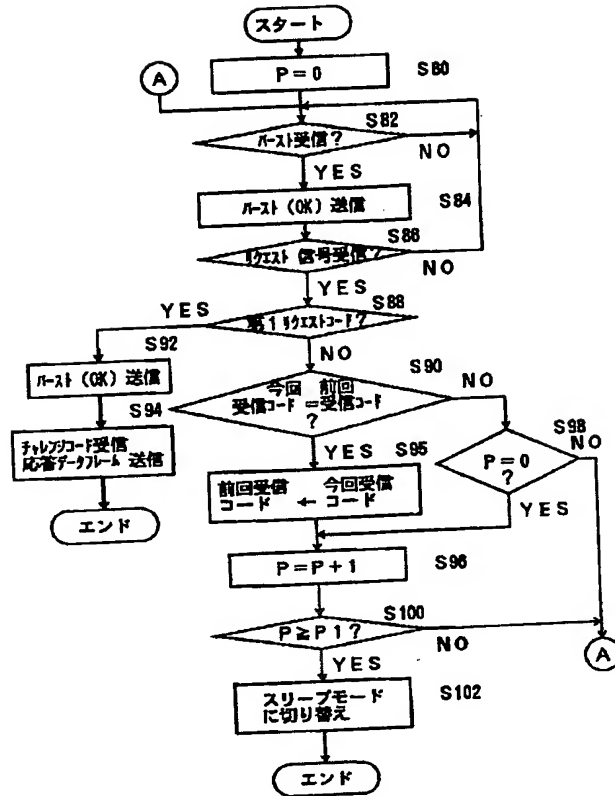 スタート
A
P=0
S80
S82
バースト受信?
NO
YES
バースト(OK)送信
S84
S86
リクエスト信号受信?
NO
YES
S88
第1リクエストコード?
YES
NO
S92
バースト(OK)送信
S94
チャレンジコード受信
応答データフレーム送信
エンド
S90
今回 前回
受信コード=受信コード
?
NO
YES
S95
前回受信 今回受信
コード ← コード
S98
P=0
?
NO
YES
P=P+1
S96
S100
P≧P1?
NO
A
YES
スリープモード
に切り替え
S102
エンド